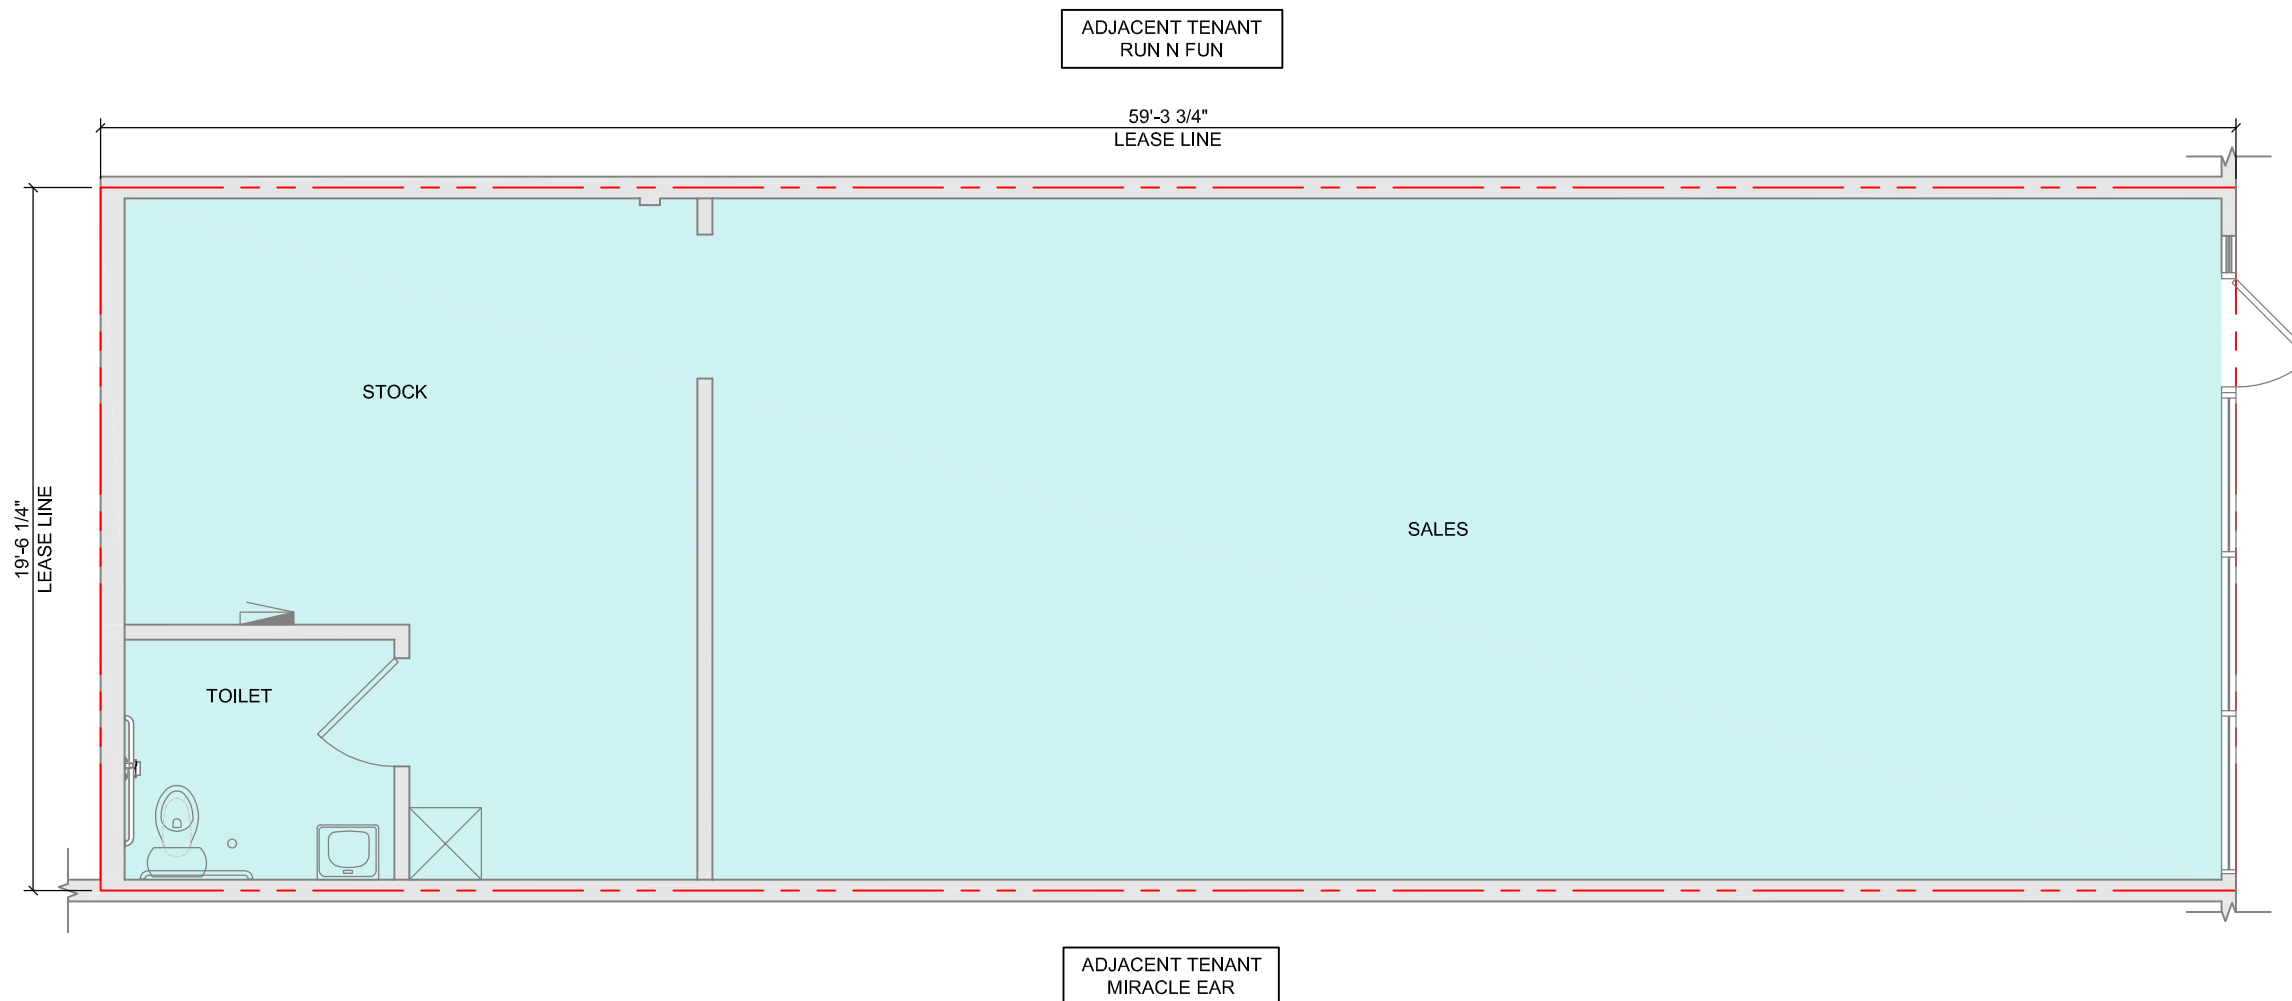 ADJACENT TENANT
RUN N FUN
59'-3 3/4"
LEASE LINE
19'-6 1/4"
LEASE LINE
STOCK
SALES
TOILET
ADJACENT TENANT
MIRACLE EAR